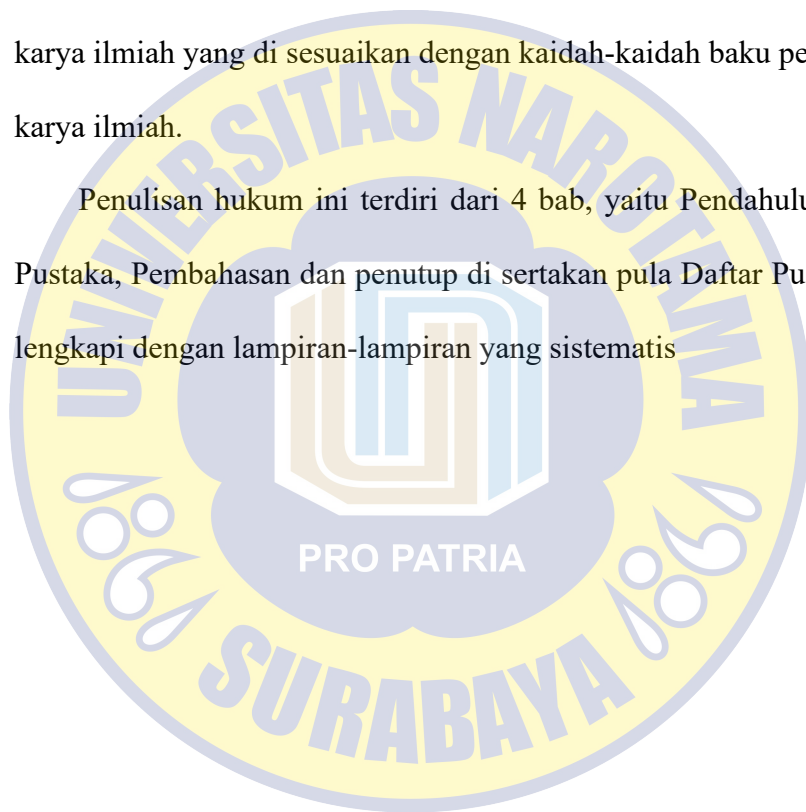 karya ilmiah yang di sesuaikan dengan kaidah-kaidah baku pe
karya ilmiah.
Penulisan hukum ini terdiri dari 4 bab, yaitu Pendahulu
Pustaka, Pembahasan dan penutup di sertakan pula Daftar Pu
lengkapi dengan lampiran-lampiran yang sistematis
UNIVERSITAS NAROTAMA
PRO PATRIA
SURABAYA